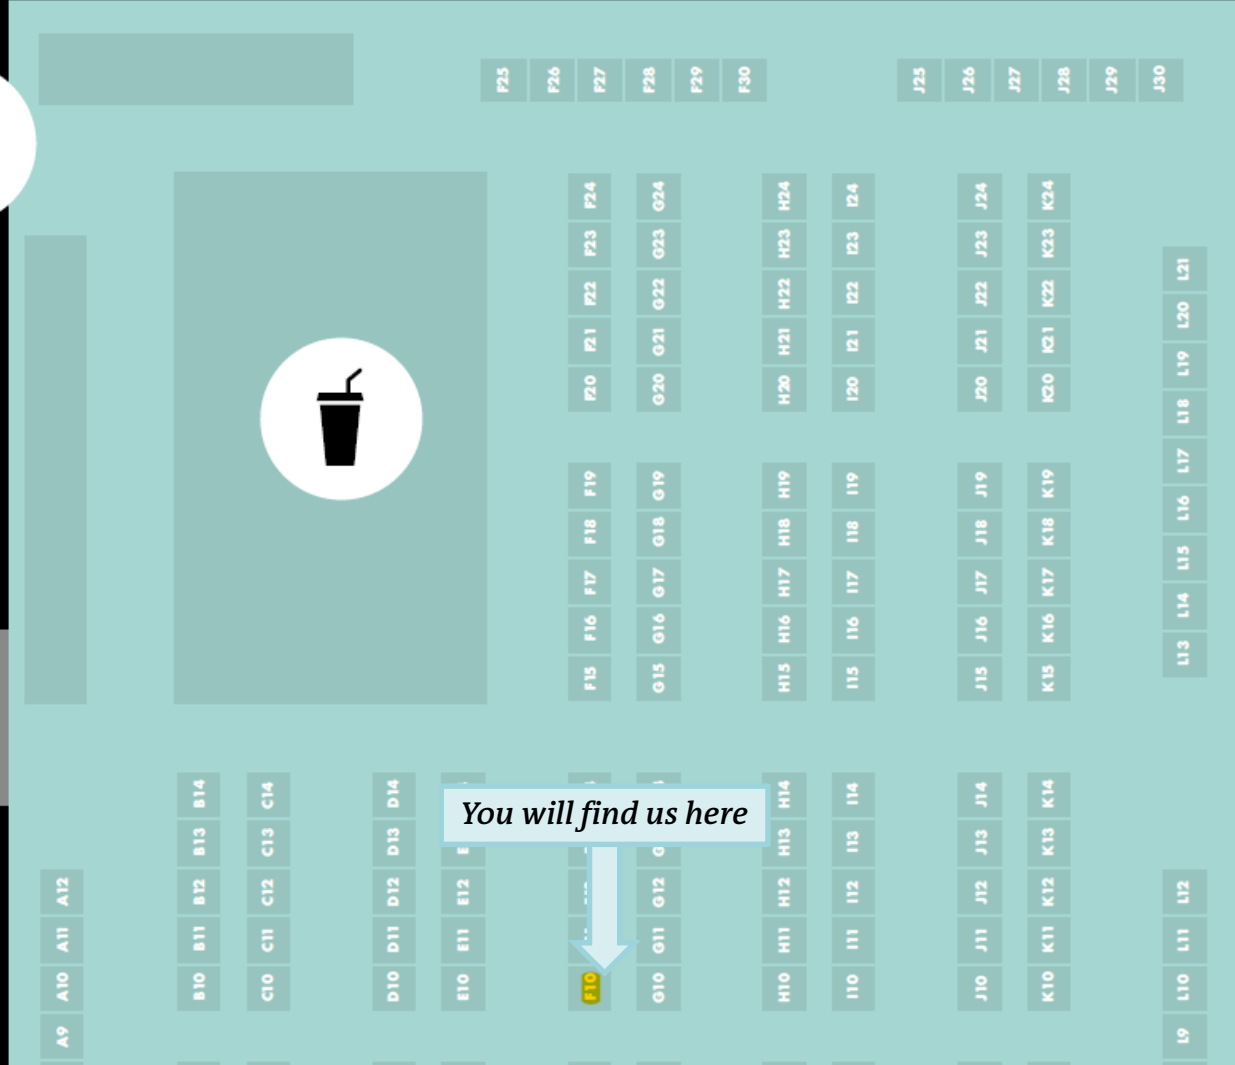 F25 F26 F27 F28 F29 F30 J25 J26 J27 J28 J29 J30
F24 G24 H24 I24 J24 K24
F23 G23 H23 I23 J23 K23
L21
F22 G22 H22 I22 J22 K22
L20
F21 G21 H21 I21 J21 K21
L19
F20 G20 H20 I20 J20 K20
L18
L17
F19 G19 H19 I19 J19 K19
L16
F18 G18 H18 I18 J18 K18
L15
F17 G17 H17 I17 J17 K17
L14
F16 G16 H16 I16 J16 K16
L13
F15 G15 H15 I15 J15 K15
B14 C14 D14 H14 I14 J14 K14
You will find us here
B13 C13 D13 H13 I13 J13 K13
A12 B12 C12 D12 E12 G12 H12 I12 J12 K12 L12
A11 B11 C11 D11 E11 G11 H11 I11 J11 K11 L11
A10 B10 C10 D10 E10 F10 G10 H10 I10 J10 K10 L10
A9 L9